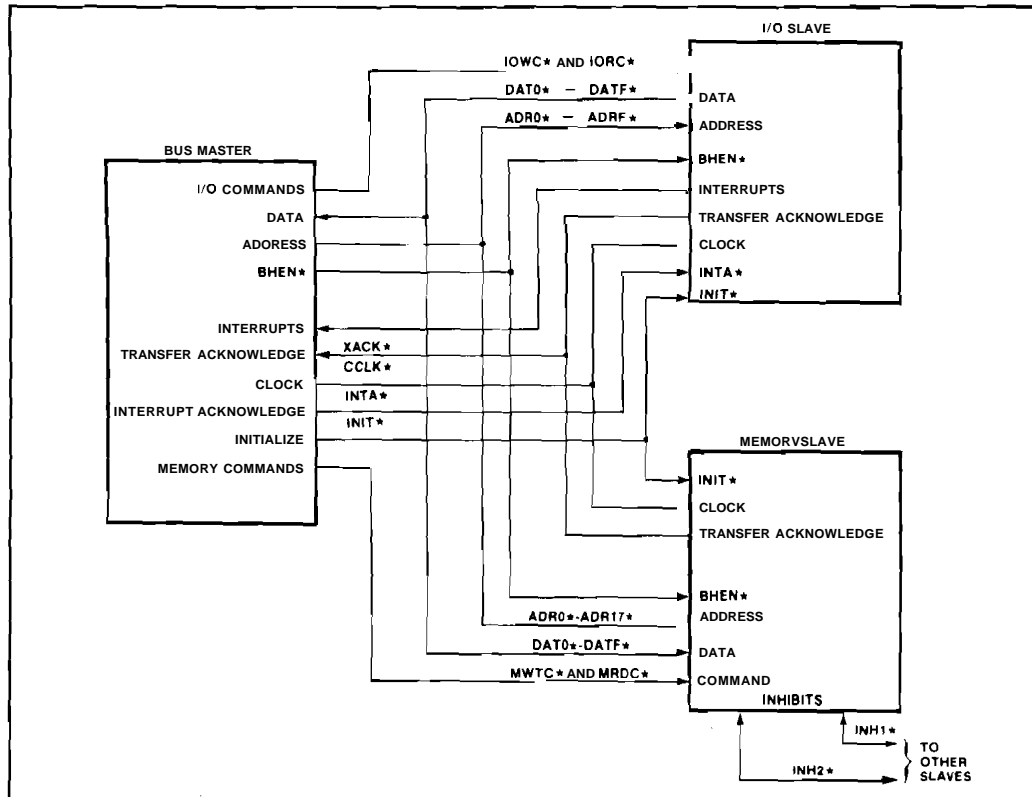 I/O SLAVE
IOWC* AND IORC*
DAT0* – DATF*
DATA
ADR0* – ADRF*
ADDRESS
BUS MASTER
BHEN*
I/O COMMANDS
INTERRUPTS
DATA
TRANSFER ACKNOWLEDGE
ADORESS
CLOCK
BHEN*
INTA*
INIT*
INTERRUPTS
TRANSFER ACKNOWLEDGE
XACK*
CCLK*
CLOCK
INTA*
INTERRUPT ACKNOWLEDGE
INIT*
INITIALIZE
MEMORVSLAVE
MEMORY COMMANDS
INIT*
CLOCK
TRANSFER ACKNOWLEDGE
BHEN*
ADR0*-ADR17*
ADDRESS
DAT0*-DATF*
DATA
MWTC* AND MRDC*
COMMAND
INHIBITS
INH1*
TO
OTHER
SLAVES
INH2*